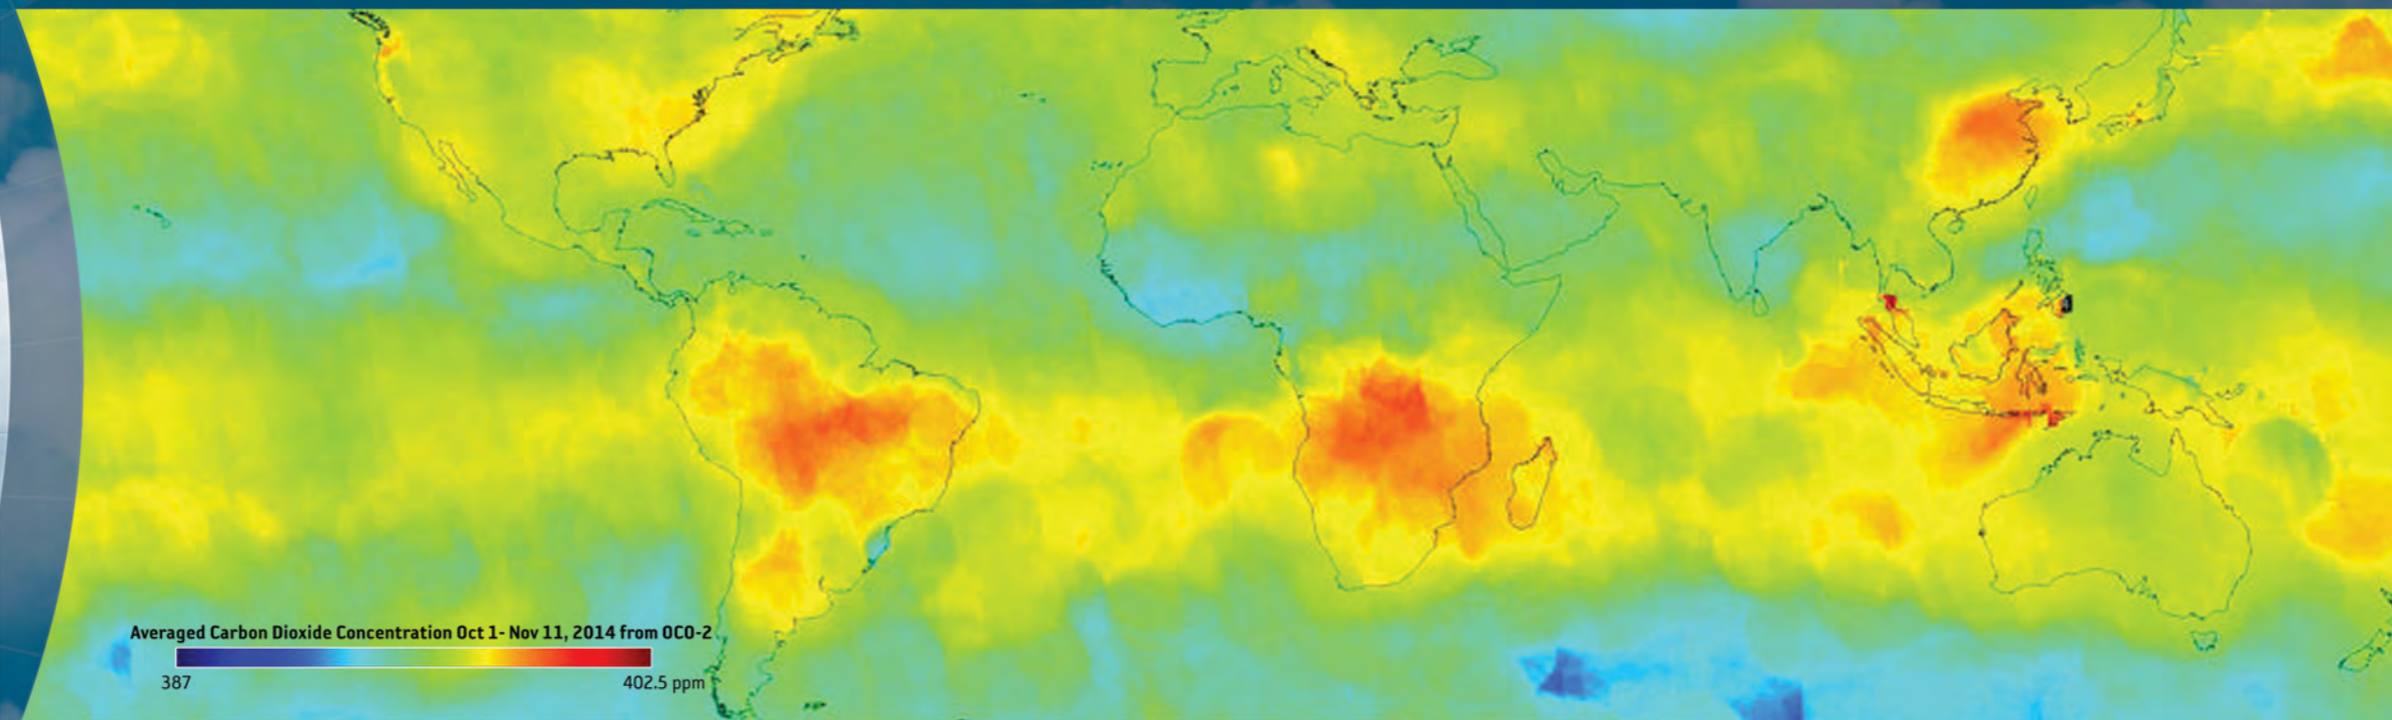 Averaged Carbon Dioxide Concentration Oct 1- Nov 11, 2014 from OCO-2
387 402.5 ppm